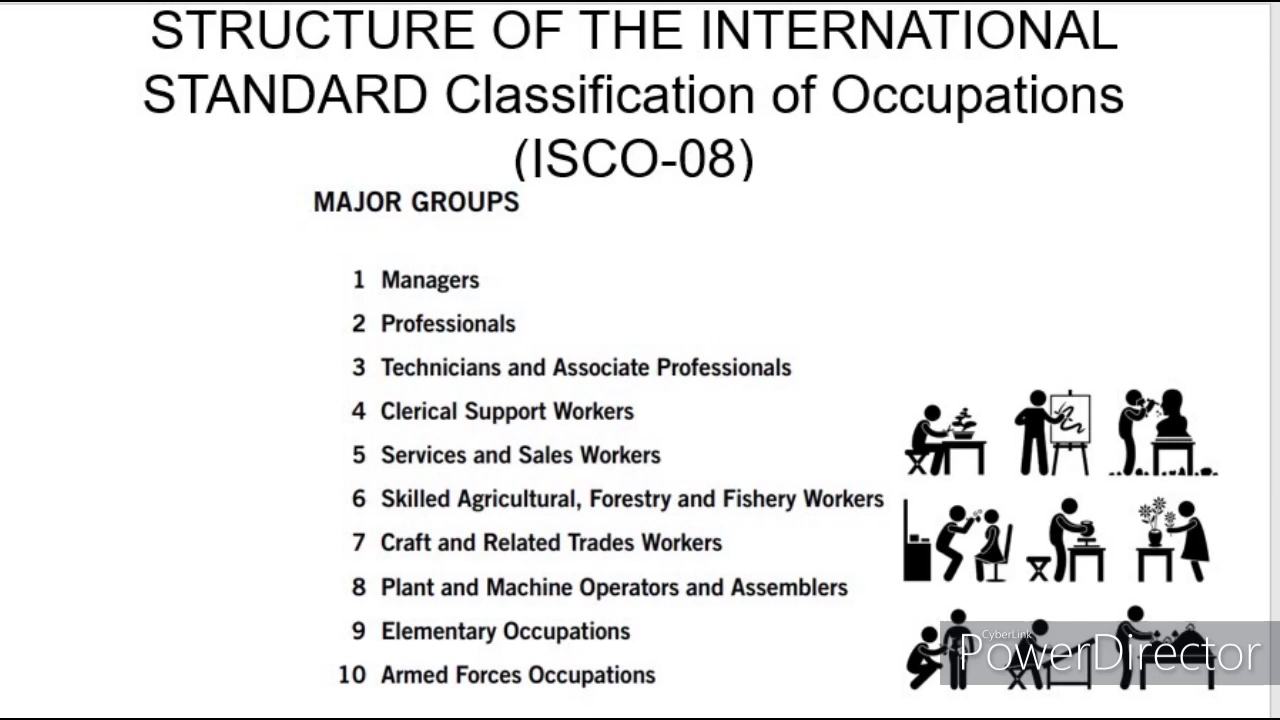 STRUCTURE OF THE INTERNATIONAL
STANDARD Classification of Occupations
(ISCO-08)
MAJOR GROUPS
1 Managers
2 Professionals
3 Technicians and Associate Professionals
4 Clerical Support Workers
5 Services and Sales Workers
6 Skilled Agricultural, Forestry and Fishery Workers
7 Craft and Related Trades Workers
8 Plant and Machine Operators and Assemblers
9 Elementary Occupations
10 Armed Forces Occupations
CyberLink
PowerDirector